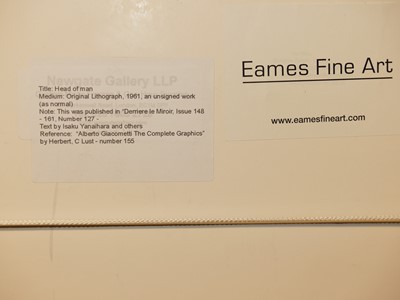 Newgate Gallery LLP
Title: Head of man
Medium: Original Lithograph, 1961, an unsigned work
(as normal)
Note: This was published in "Derriere le Miroir, Issue 148
- 161, Number 127 -
Text by Isaku Yanaihara and others
Reference: "Alberto Giacometti The Complete Graphics"
by Herbert, C Lust - number 155
Eames Fine Art
www.eamesfineart.com